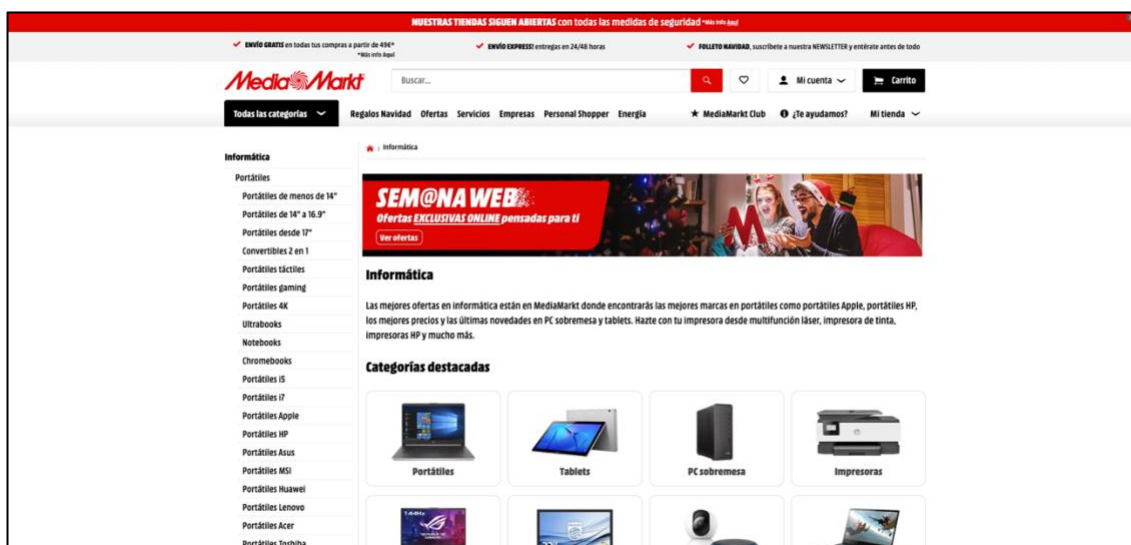 NUESTRAS TIENDAS SIGUEN ABIERTAS con todas las medidas de seguridad *Más info Aquí
ENVÍO GRATIS en todas tus compras a partir de 49€*
*Más info Aquí
ENVÍO EXPRESS! entregas en 24/48 horas
FOLLETO NAVIDAD, suscríbete a nuestra NEWSLETTER y entérate antes de todo
MediaMarkt
Buscar...
Mi cuenta
Carrito
Todas las categorías
Regalos Navidad Ofertas Servicios Empresas Personal Shopper Energía
MediaMarkt Club
¿Te ayudamos?
Mi tienda
Informática
Portátiles
Portátiles de menos de 14"
Portátiles de 14" a 16.9"
Portátiles desde 17"
Convertibles 2 en 1
Portátiles táctiles
Portátiles gaming
Portátiles 4K
Ultrabooks
Notebooks
Chromebooks
Portátiles i5
Portátiles i7
Portátiles Apple
Portátiles HP
Portátiles Asus
Portátiles MSI
Portátiles Huawei
Portátiles Lenovo
Portátiles Acer
Portátiles Toshiba
Informática
SEM@NA WEB
Ofertas EXCLUSIVAS ONLINE pensadas para ti
Ver ofertas
Informática
Las mejores ofertas en informática están en MediaMarkt donde encontrarás las mejores marcas en portátiles como portátiles Apple, portátiles HP,
los mejores precios y las últimas novedades en PC sobremesa y tablets. Hazte con tu impresora desde multifunción láser, impresora de tinta,
impresoras HP y mucho más.
Categorías destacadas
Portátiles
Tablets
PC sobremesa
Impresoras